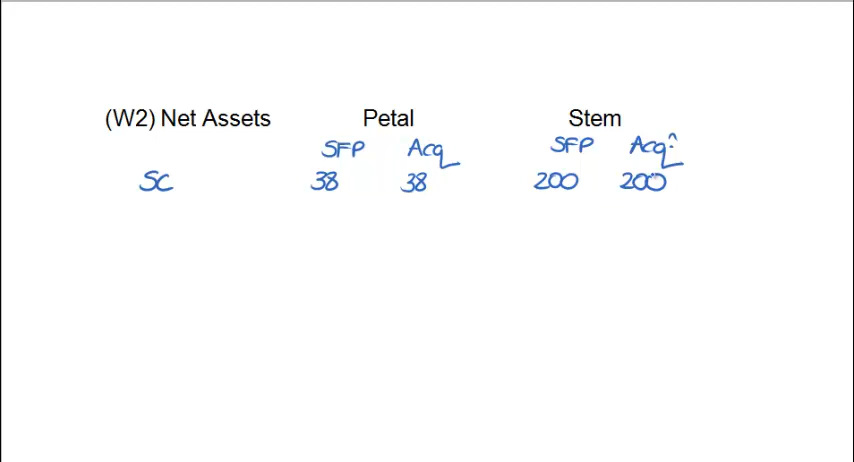 (W2) Net Assets Petal Stem
SFP Acq SFP Acq^
SC 38 38 200 200